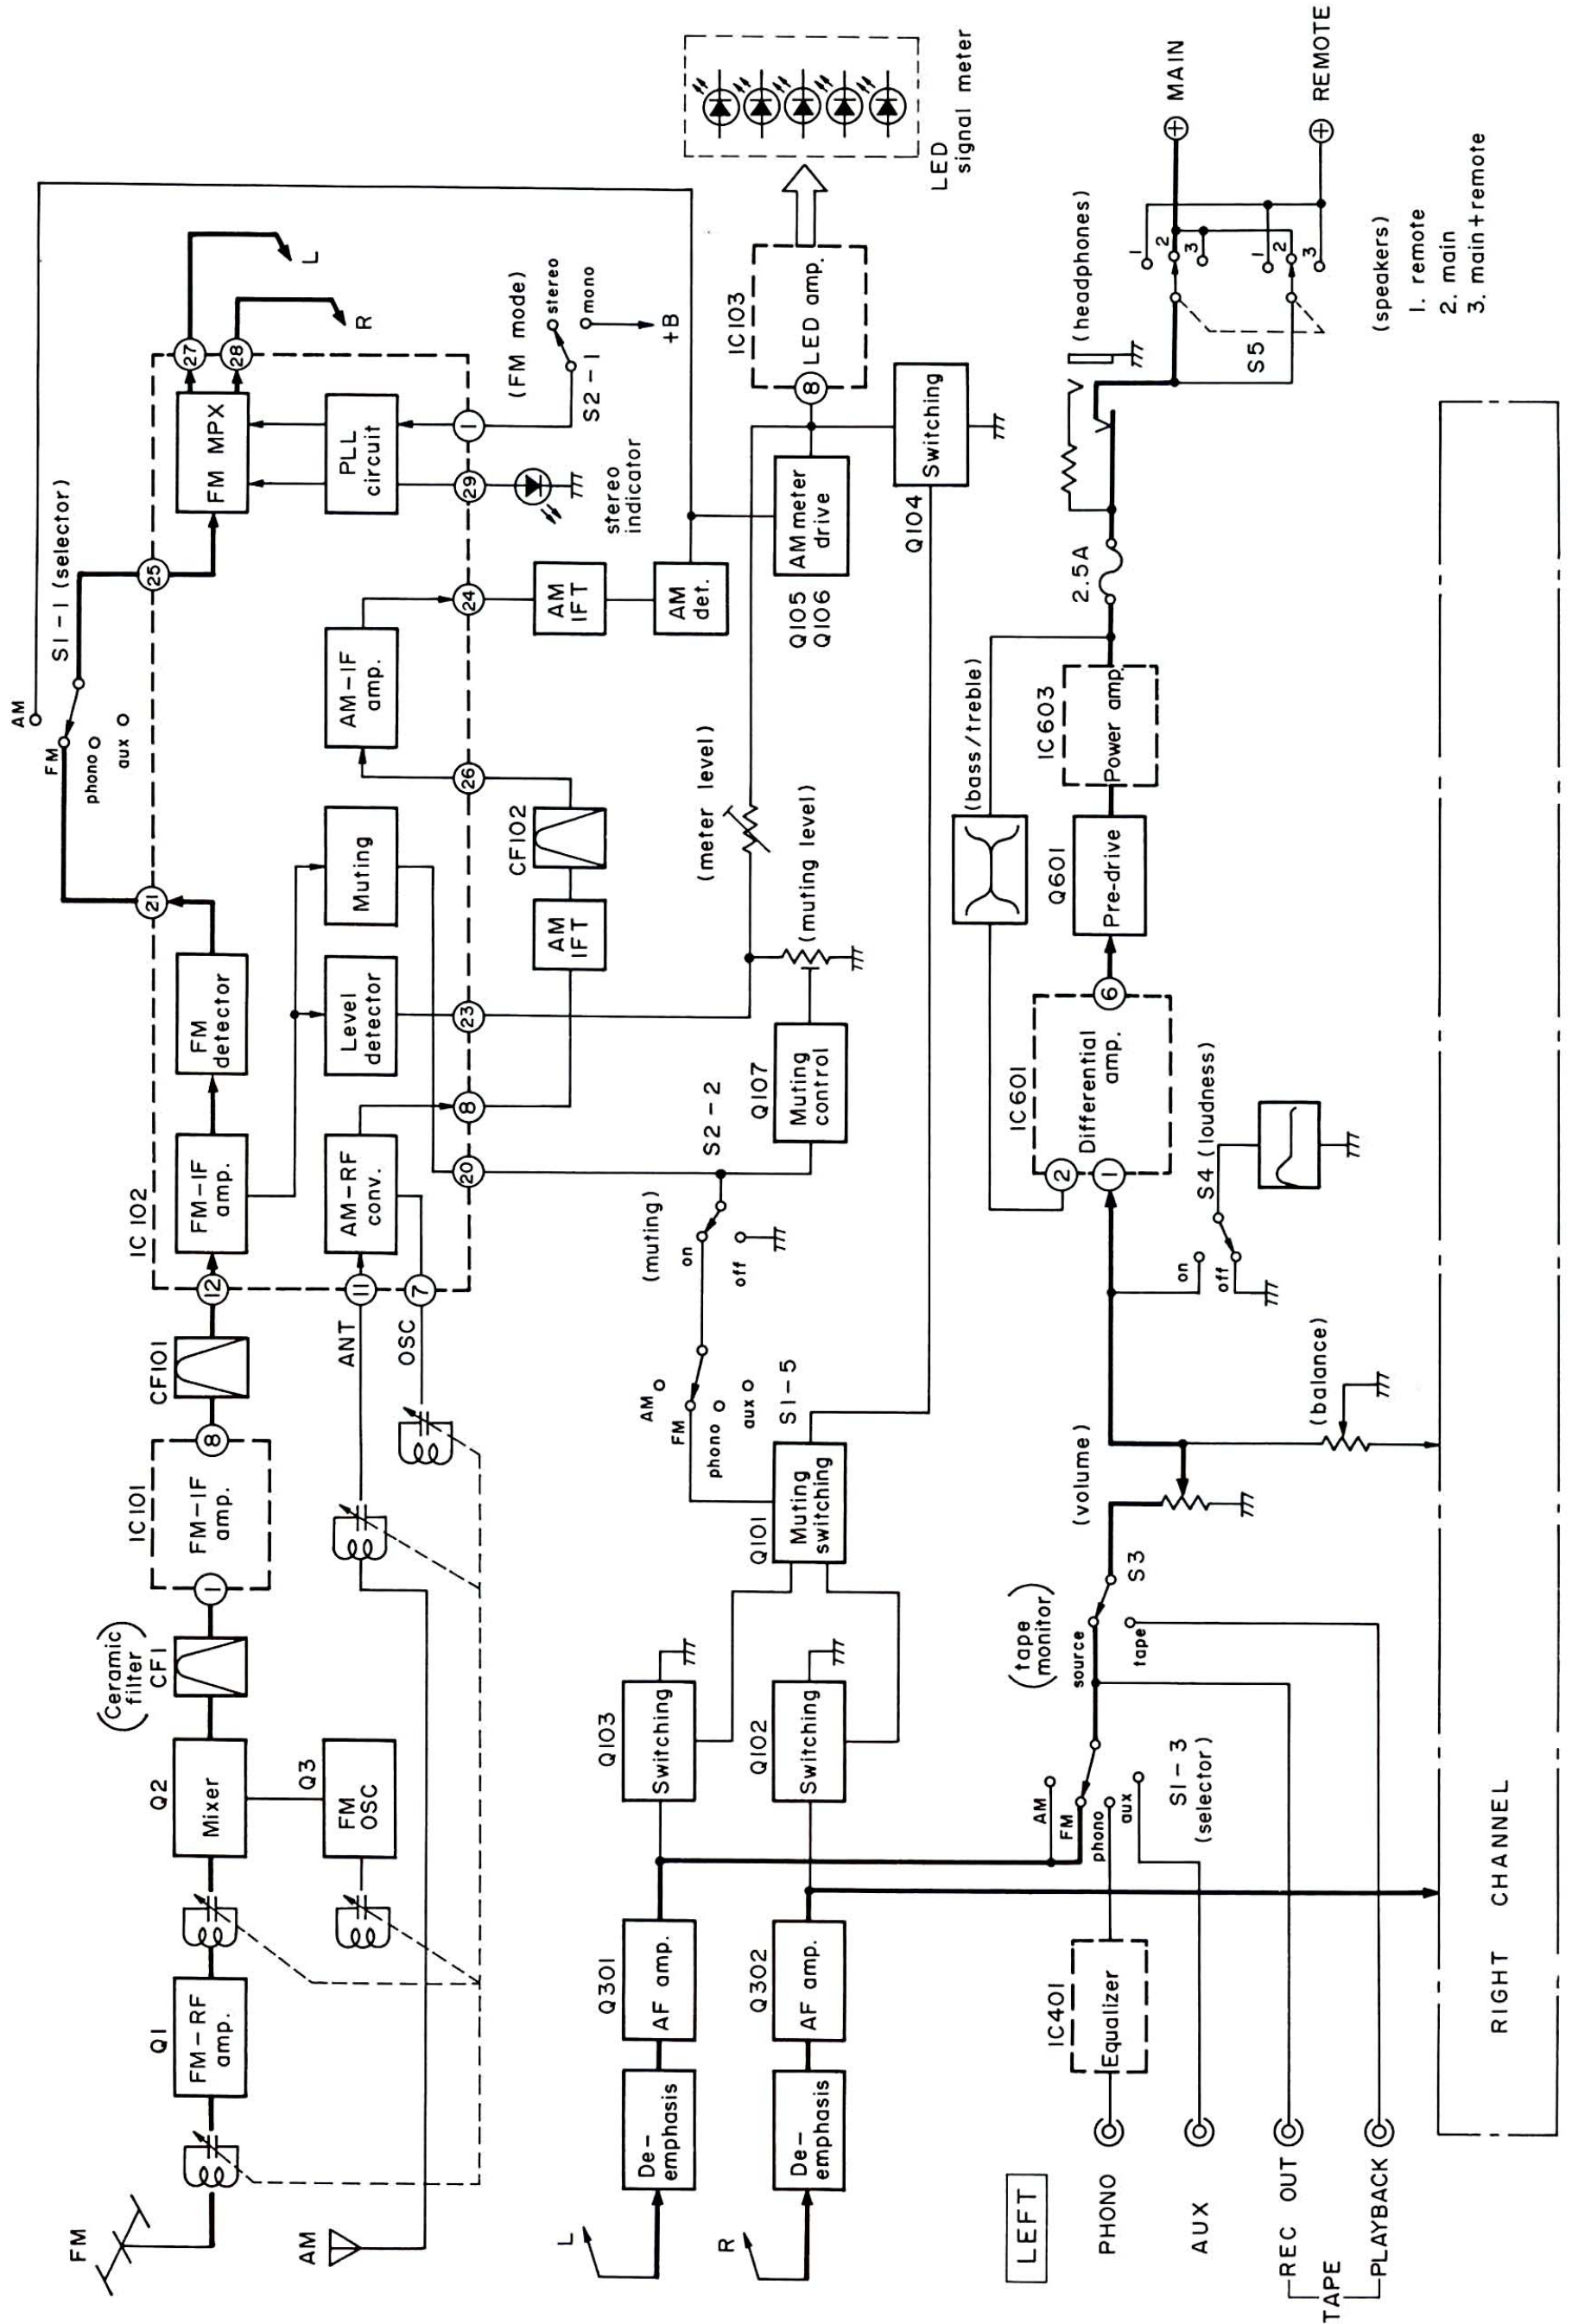 FM
Q1
FM-RF
amp.
Q2
Mixer
Q3
FM
OSC
(Ceramic
filter)
CF1
IC101
1
FM-IF
amp.
8
CF101
IC102
12
FM-IF
amp.
FM
detector
21
Level
detector
Muting
AM
ANT
11
OSC
7
AM-RF
conv.
20
8
23
AM
IFT
CF102
26
AM-IF
amp.
24
AM
IFT
AM
det.
S1-1 (selector)
AM
FM
phono
aux
25
FM MPX
27
28
L
R
PLL
circuit
29
1
stereo
indicator
(FM mode)
stereo
mono
S2-1
+B
L
De-
emphasis
Q301
AF amp.
Q103
Switching
R
De-
emphasis
Q302
AF amp.
Q102
Switching
Q101
Muting
switching
AM
FM
phono
aux
S1-5
(muting)
on
off
S2-2
Q107
Muting
control
(muting level)
(meter level)
Q105
Q106
AM meter
drive
Q104
Switching
IC103
8
LED amp.
LED
signal meter
LEFT
PHONO
AUX
REC OUT
PLAYBACK
TAPE
IC401
Equalizer
AM
FM
phono
aux
S1-3
(selector)
(tape
monitor)
source
tape
S3
(volume)
(balance)
S4 (loudness)
on
off
IC601
2
1
Differential
amp.
6
Q601
Pre-drive
(bass/treble)
IC603
Power amp.
2.5A
(headphones)
S5
1
2
3
1
2
3
MAIN
REMOTE
(speakers)
1. remote
2. main
3. main+remote
RIGHT CHANNEL